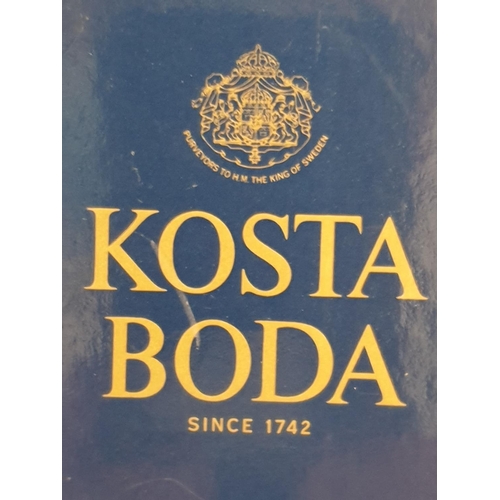 PURVEYORS TO H.M. THE KING OF SWEDEN
KOSTA
BODA
SINCE 1742